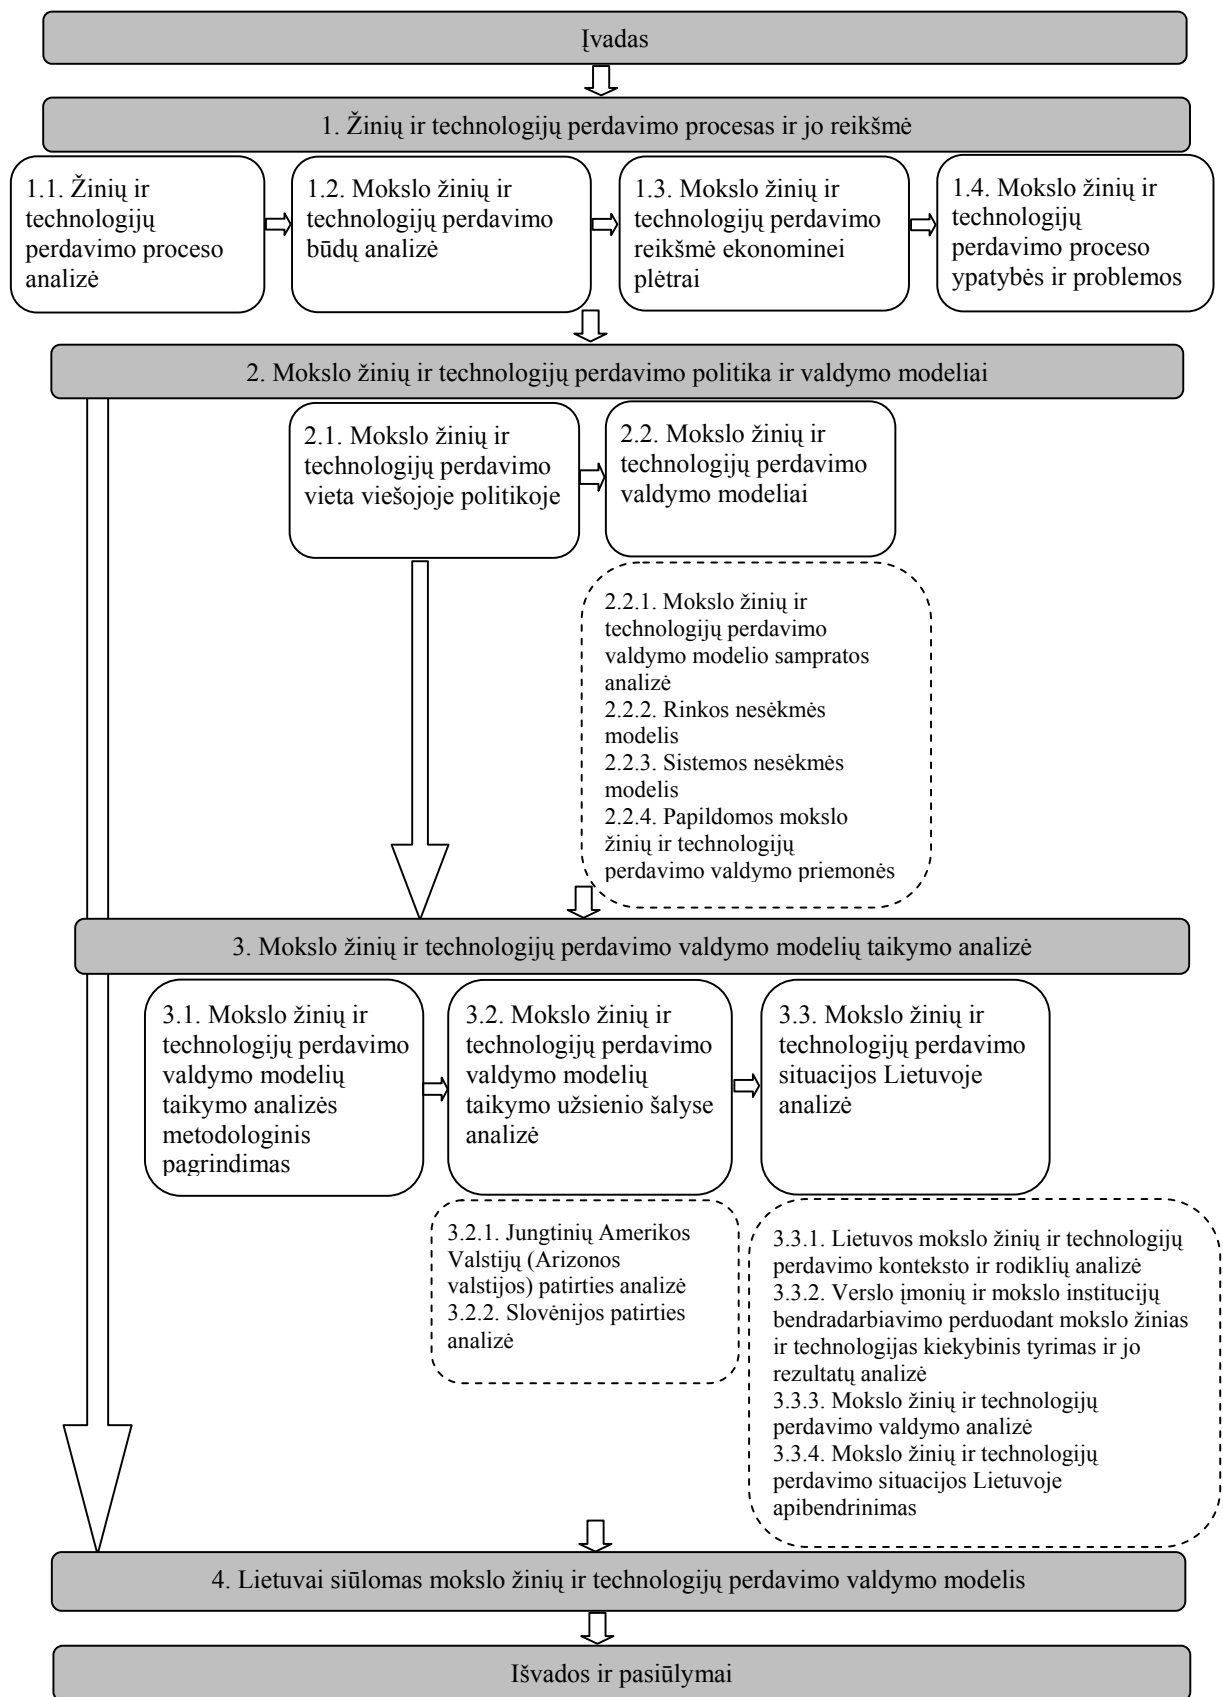 Įvadas
1. Žinių ir technologijų perdavimo procesas ir jo reikšmė
1.1. Žinių ir
technologijų
perdavimo proceso
analizė
1.2. Mokslo žinių ir
technologijų perdavimo
būdų analizė
1.3. Mokslo žinių ir
technologijų perdavimo
reikšmė ekonominei
plėtrai
1.4. Mokslo žinių ir
technologijų
perdavimo proceso
ypatybės ir problemos
2. Mokslo žinių ir technologijų perdavimo politika ir valdymo modeliai
2.1. Mokslo žinių ir
technologijų perdavimo
vieta viešojoje politikoje
2.2. Mokslo žinių ir
technologijų perdavimo
valdymo modeliai
2.2.1. Mokslo žinių ir
technologijų perdavimo
valdymo modelio sampratos
analizė
2.2.2. Rinkos nesėkmės
modelis
2.2.3. Sistemos nesėkmės
modelis
2.2.4. Papildomos mokslo
žinių ir technologijų
perdavimo valdymo priemonės
3. Mokslo žinių ir technologijų perdavimo valdymo modelių taikymo analizė
3.1. Mokslo žinių ir
technologijų perdavimo
valdymo modelių
taikymo analizės
metodologinis
pagrindimas
3.2. Mokslo žinių ir
technologijų perdavimo
valdymo modelių
taikymo užsienio šalyse
analizė
3.3. Mokslo žinių ir
technologijų perdavimo
situacijos Lietuvoje
analizė
3.2.1. Jungtinių Amerikos
Valstijų (Arizonos
valstijos) patirties analizė
3.2.2. Slovėnijos patirties
analizė
3.3.1. Lietuvos mokslo žinių ir technologijų
perdavimo konteksto ir rodiklių analizė
3.3.2. Verslo įmonių ir mokslo institucijų
bendradarbiavimo perduodant mokslo žinias
ir technologijas kiekybinis tyrimas ir jo
rezultatų analizė
3.3.3. Mokslo žinių ir technologijų
perdavimo valdymo analizė
3.3.4. Mokslo žinių ir technologijų
perdavimo situacijos Lietuvoje
apibendrinimas
4. Lietuvai siūlomas mokslo žinių ir technologijų perdavimo valdymo modelis
Išvados ir pasiūlymai